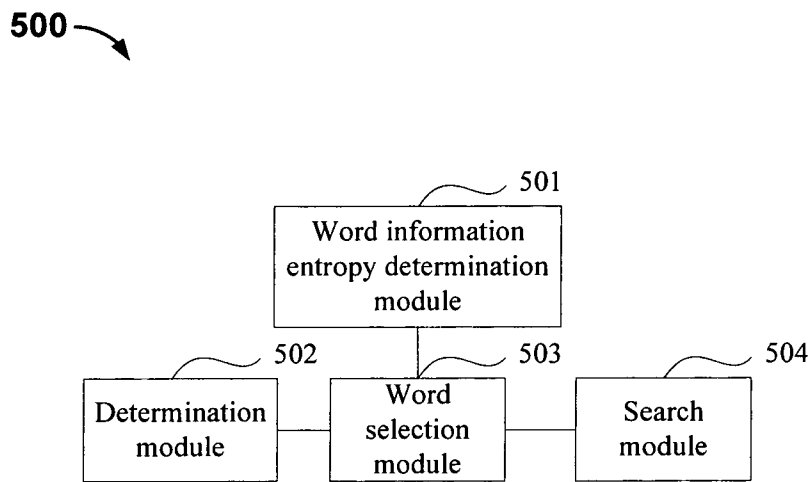 500
501
Word information
entropy determination
module
502
503
504
Determination
module
Word
selection
module
Search
module